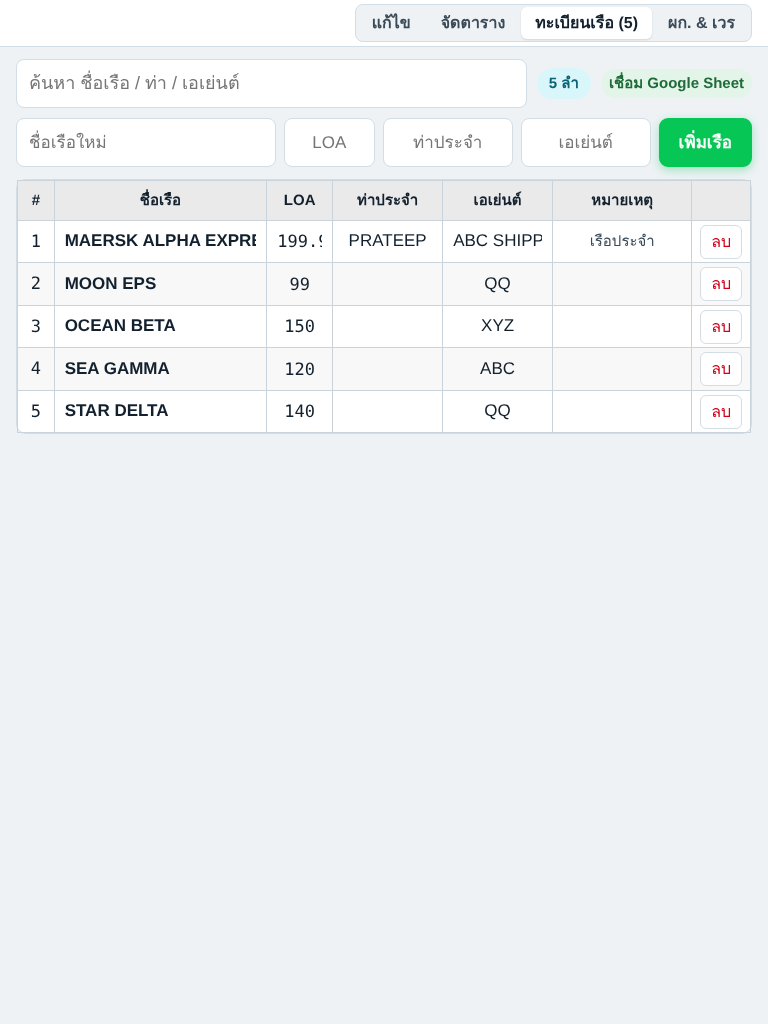 แก้ไข จัดตาราง ทะเบียนเรือ (5) ผก. & เวร
ค้นหา ชื่อเรือ / ท่า / เอเย่นต์ 5 ลำ เชื่อม Google Sheet
ชื่อเรือใหม่ LOA ท่าประจำ เอเย่นต์ เพิ่มเรือ
# ชื่อเรือ LOA ท่าประจำ เอเย่นต์ หมายเหตุ
1 MAERSK ALPHA EXPRE 199.9 PRATEEP ABC SHIPP เรือประจำ ลบ
2 MOON EPS 99 QQ ลบ
3 OCEAN BETA 150 XYZ ลบ
4 SEA GAMMA 120 ABC ลบ
5 STAR DELTA 140 QQ ลบ